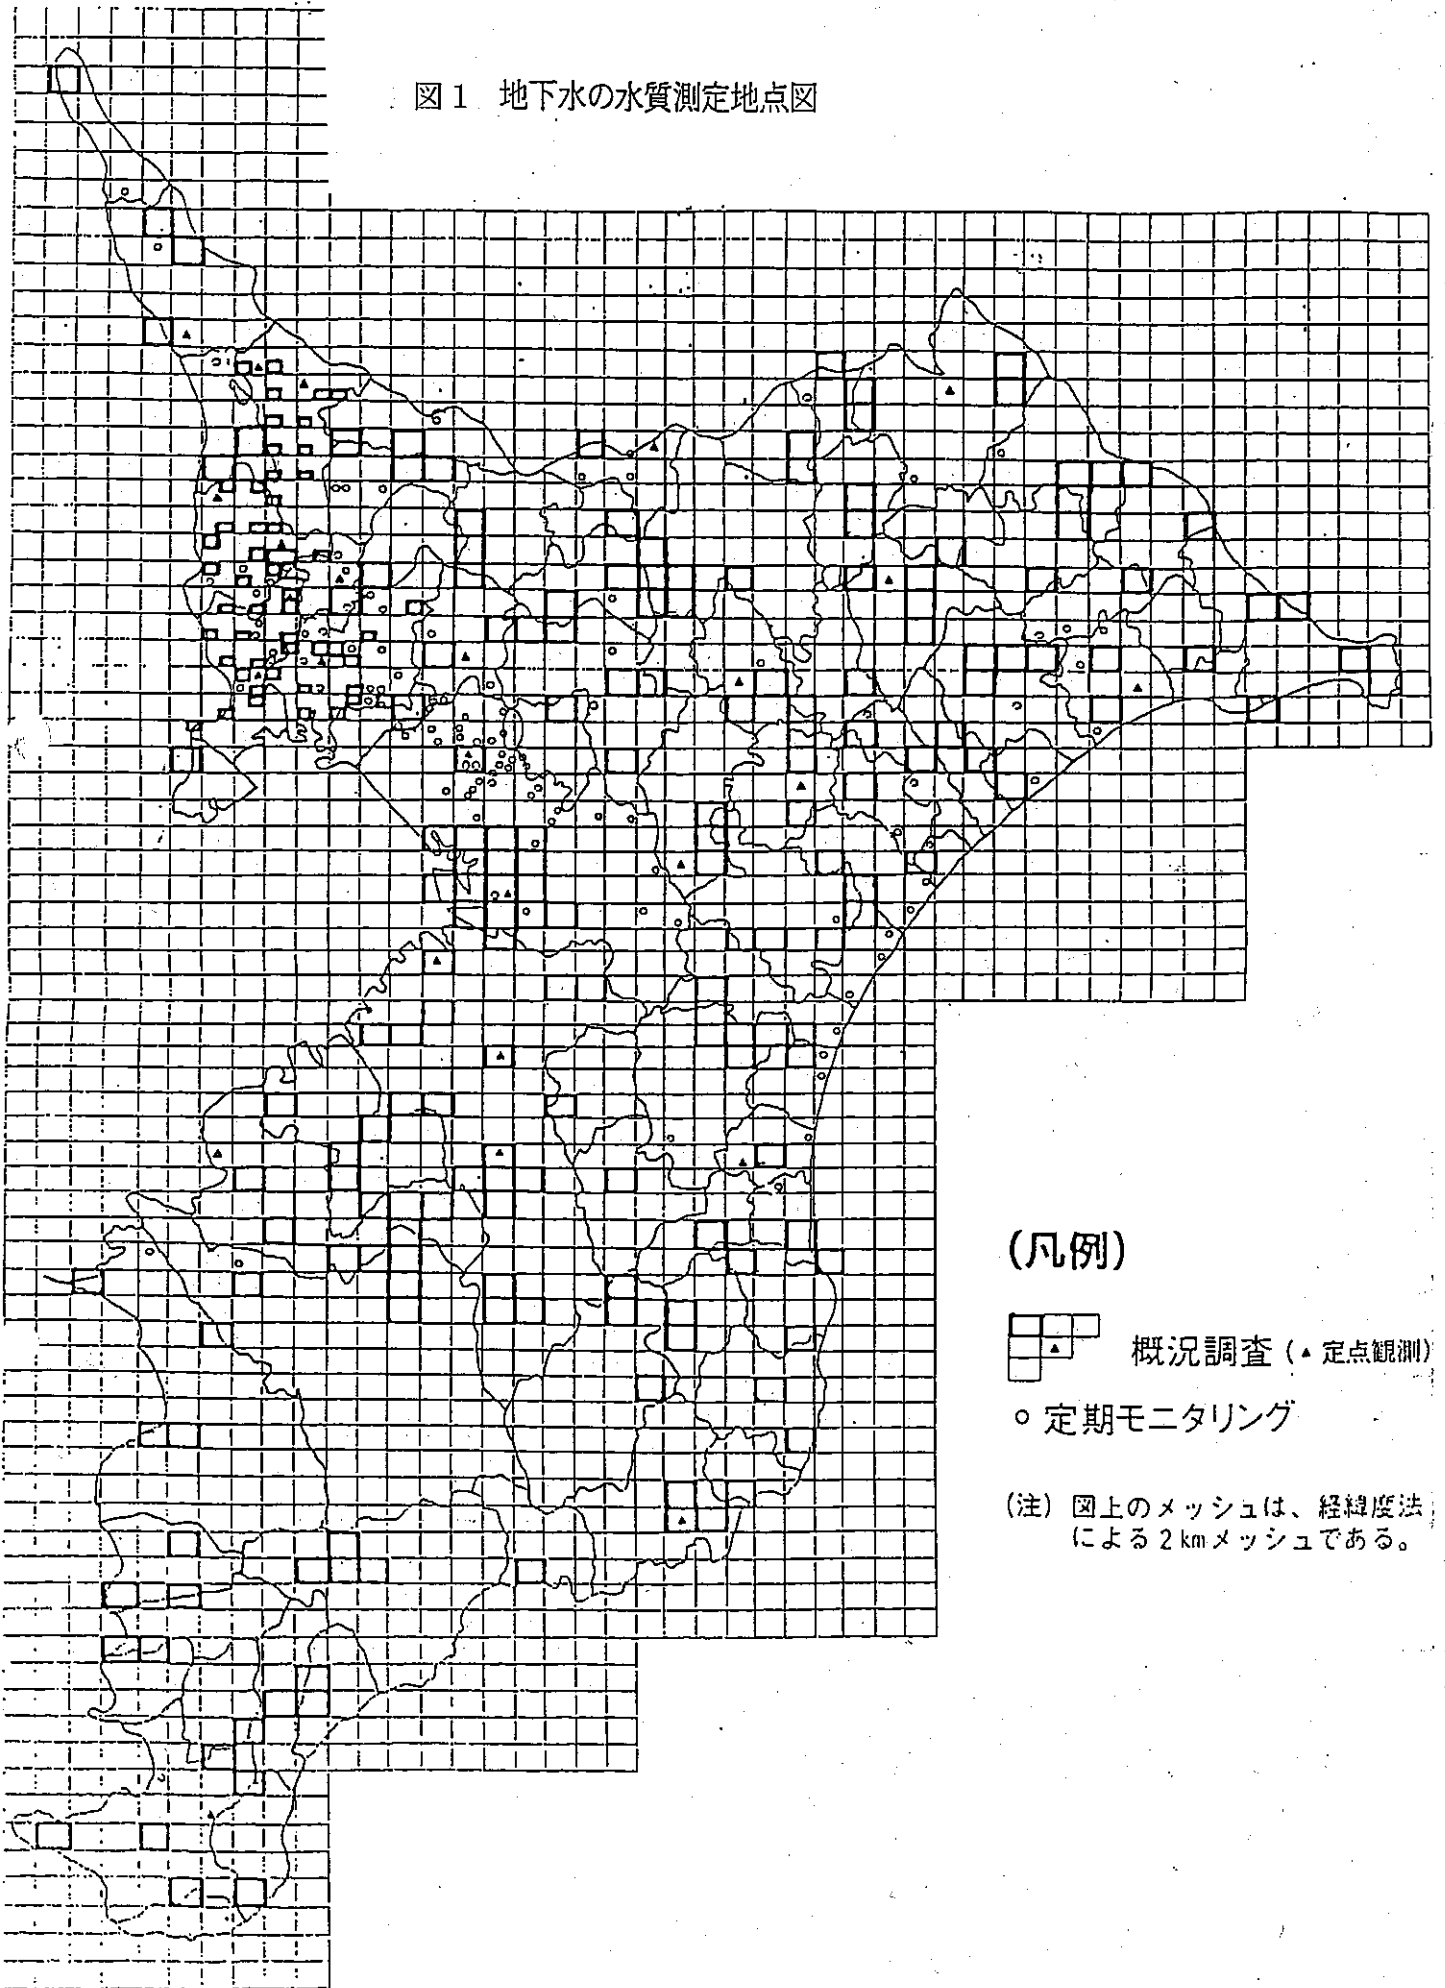 図1 地下水の水質測定地点図
(凡例)
概況調査(▲定点観測)
○ 定期モニタリング
(注) 図上のメッシュは、経緯度法
による2kmメッシュである。